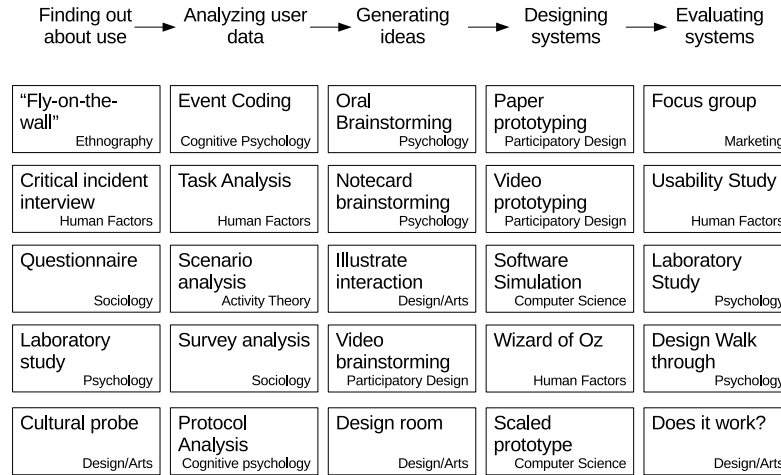 Finding out
about use
Analyzing user
data
Generating
ideas
Designing
systems
Evaluating
systems
“Fly-on-the-
wall”
Ethnography
Event Coding
Cognitive Psychology
Oral
Brainstorming
Psychology
Paper
prototyping
Participatory Design
Focus group
Marketing
Critical incident
interview
Human Factors
Task Analysis
Human Factors
Notecard
brainstorming
Psychology
Video
prototyping
Participatory Design
Usability Study
Human Factors
Questionnaire
Sociology
Scenario
analysis
Activity Theory
Illustrate
interaction
Design/Arts
Software
Simulation
Computer Science
Laboratory
Study
Psychology
Laboratory
study
Psychology
Survey analysis
Sociology
Video
brainstorming
Participatory Design
Wizard of Oz
Human Factors
Design Walk
through
Psychology
Cultural probe
Design/Arts
Protocol
Analysis
Cognitive psychology
Design room
Design/Arts
Scaled
prototype
Computer Science
Does it work?
Design/Arts